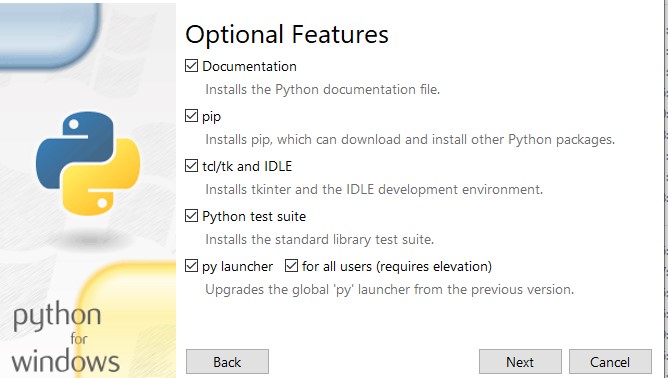 Optional Features
Documentation
Installs the Python documentation file.
pip
Installs pip, which can download and install other Python packages.
tcl/tk and IDLE
Installs tkinter and the IDLE development environment.
Python test suite
Installs the standard library test suite.
py launcher for all users (requires elevation)
Upgrades the global 'py' launcher from the previous version.
python
for
windows
Back Next Cancel